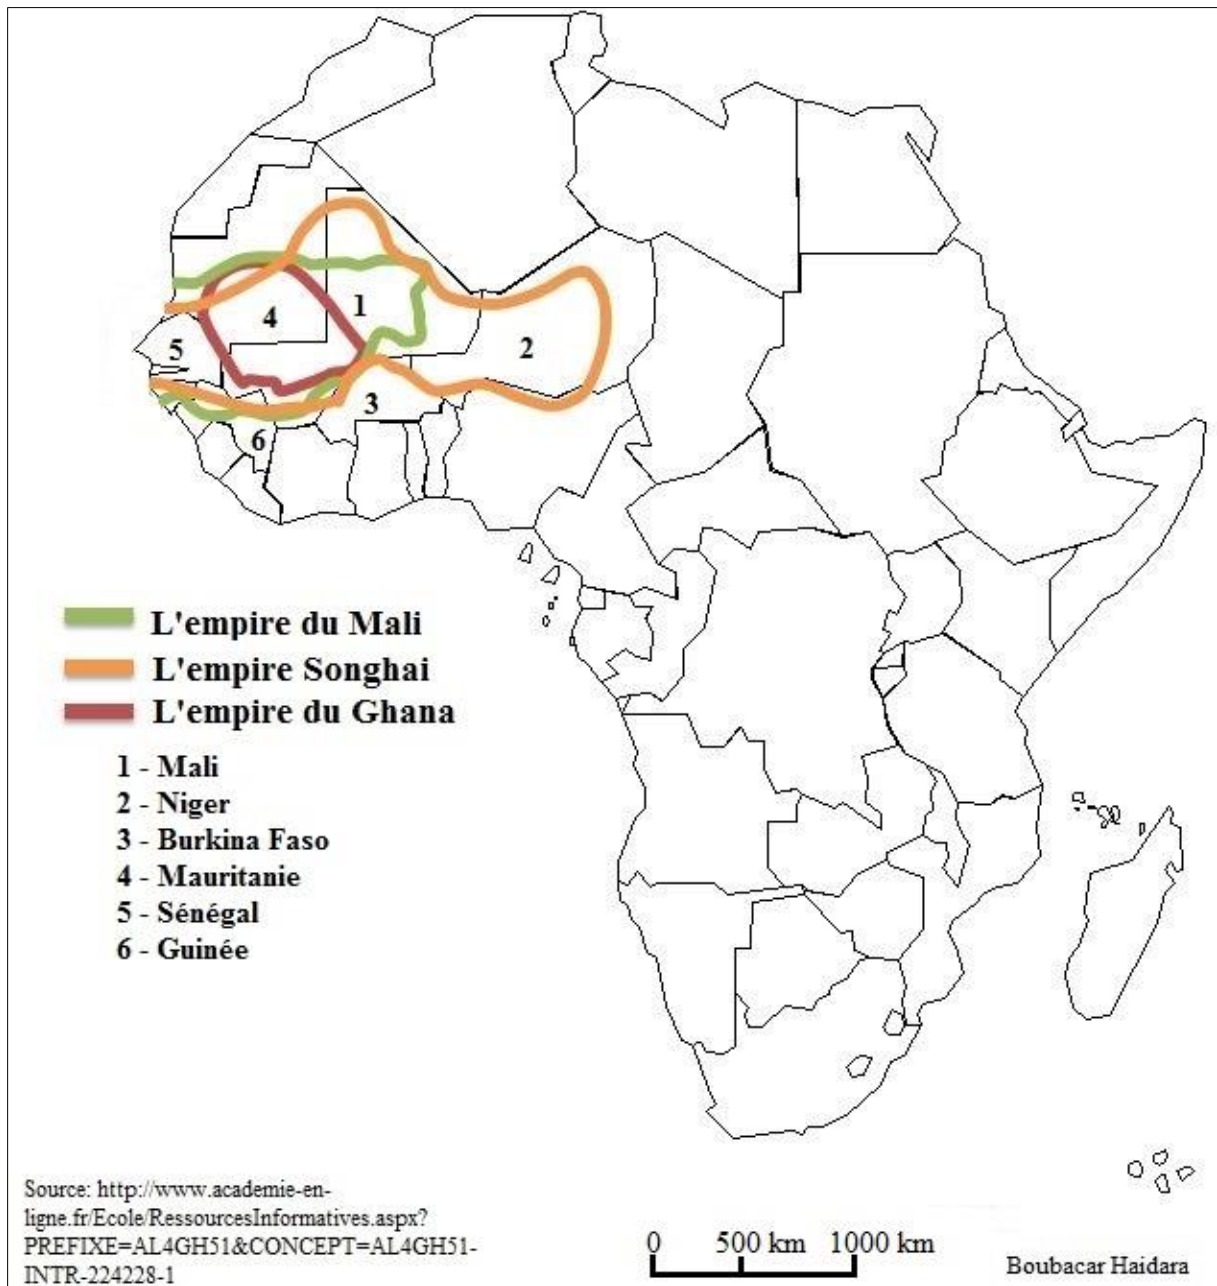 1
4
2
5
3
6
L'empire du Mali
L'empire Songhai
L'empire du Ghana
1 - Mali
2 - Niger
3 - Burkina Faso
4 - Mauritanie
5 - Sénégal
6 - Guinée
Source: http://www.academie-en-
ligne.fr/Ecole/RessourcesInformatives.aspx?
PREFIXE=AL4GH51&CONCEPT=AL4GH51-
INTR-224228-1
0 500 km 1000 km
Boubacar Haidara